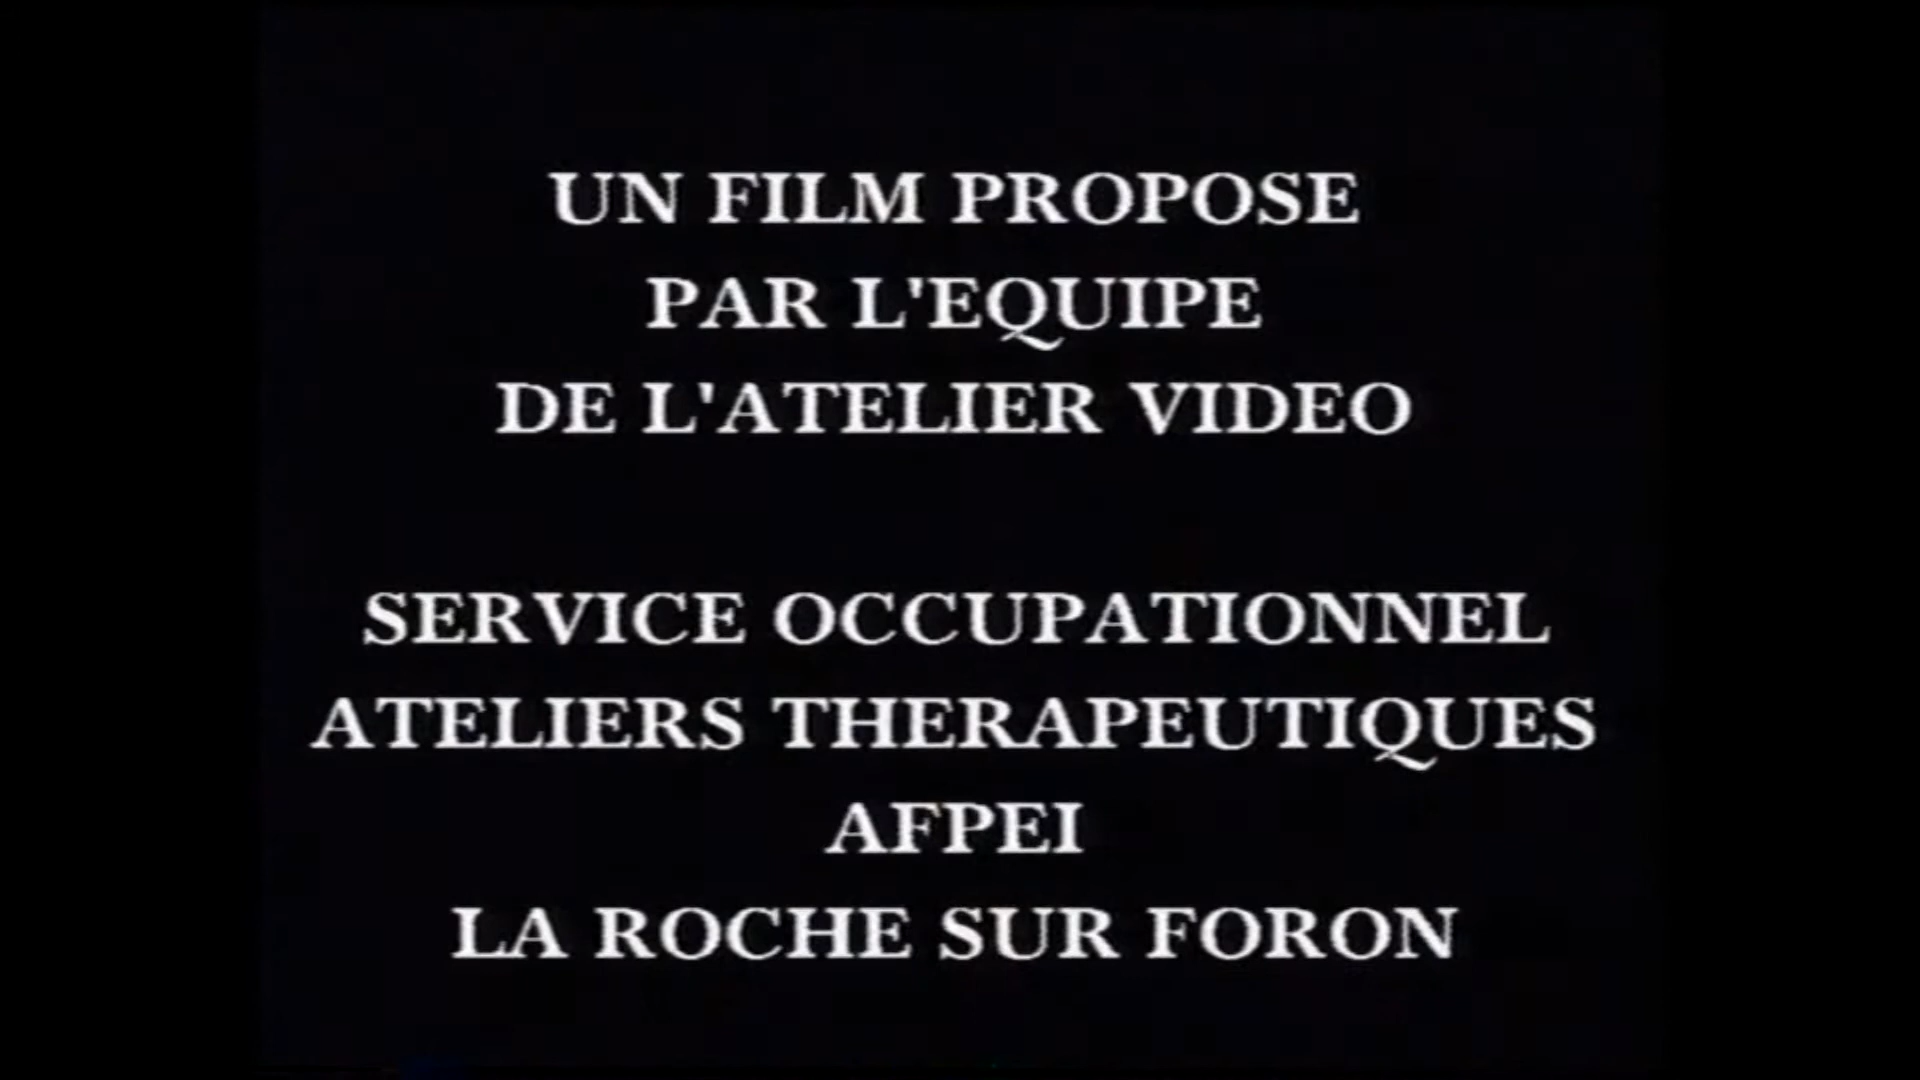 UN FILM PROPOSE
PAR L'EQUIPE
DE L'ATELIER VIDEO
SERVICE OCCUPATIONNEL
ATELIERS THERAPEUTIQUES
AFPEI
LA ROCHE SUR FORON